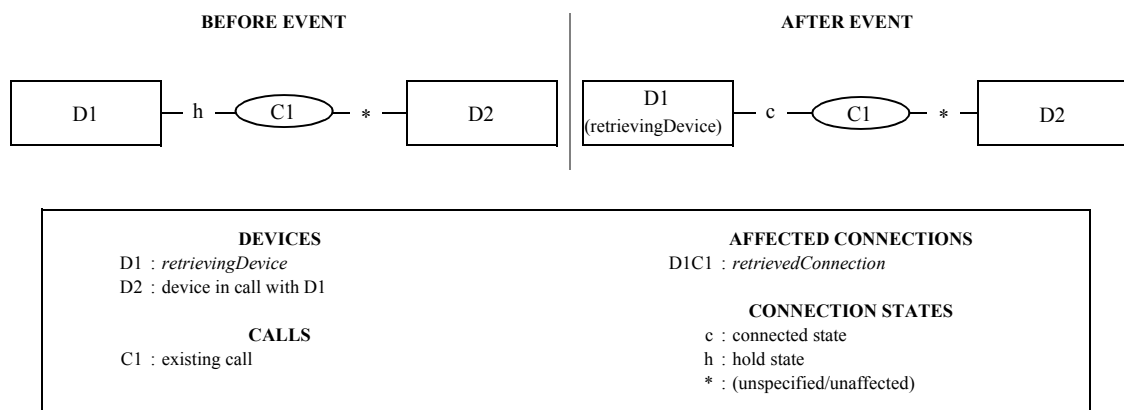 BEFORE EVENT
AFTER EVENT
D1
h
C1
*
D2
D1
(retrievingDevice)
c
C1
*
D2
DEVICES
D1 : retrievingDevice
D2 : device in call with D1
CALLS
C1 : existing call
AFFECTED CONNECTIONS
D1C1 : retrievedConnection
CONNECTION STATES
c : connected state
h : hold state
* : (unspecified/unaffected)